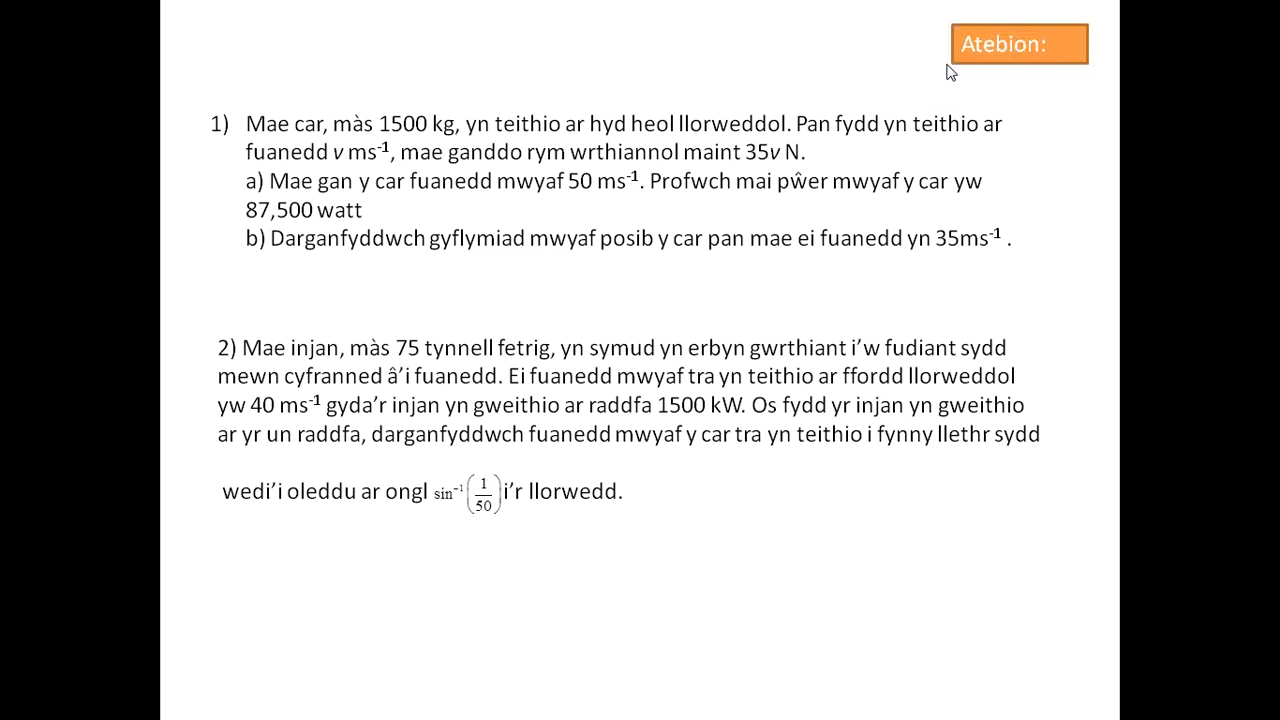 Atebion:
1) Mae car, màs 1500 kg, yn teithio ar hyd heol llorweddol. Pan fydd yn teithio ar
fuanedd v ms⁻¹, mae ganddo rym wrthiannol maint 35v N.
a) Mae gan y car fuanedd mwyaf 50 ms⁻¹. Profwch mai pŵer mwyaf y car yw
87,500 watt
b) Darganfyddwch gyflymiad mwyaf posib y car pan mae ei fuanedd yn 35ms⁻¹ .
2) Mae injan, màs 75 tynnell fetrig, yn symud yn erbyn gwrthiant i’w fudiant sydd
mewn cyfranned â’i fuanedd. Ei fuanedd mwyaf tra yn teithio ar ffordd llorweddol
yw 40 ms⁻¹ gyda’r injan yn gweithio ar raddfa 1500 kW. Os fydd yr injan yn gweithio
ar yr un raddfa, darganfyddwch fuanedd mwyaf y car tra yn teithio i fynny llethr sydd
wedi’i oleddu ar ongl sin⁻¹(1/50) i’r llorwedd.